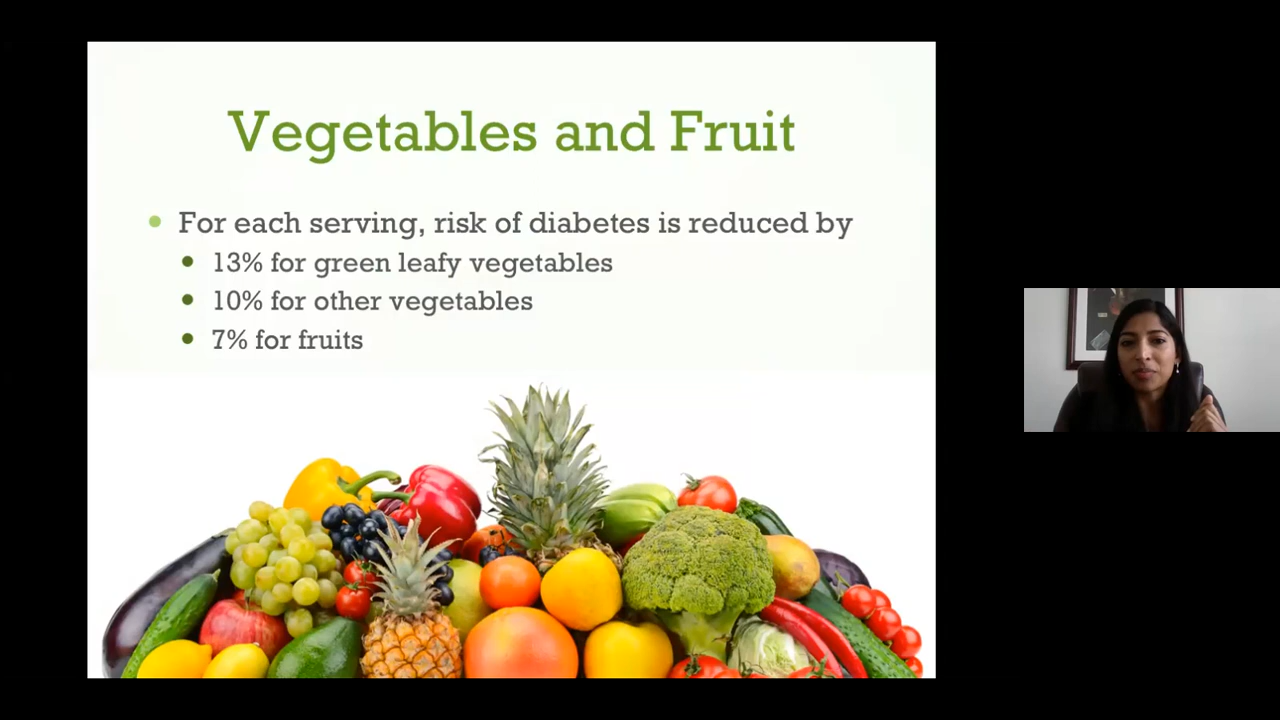 Vegetables and Fruit
For each serving, risk of diabetes is reduced by
13% for green leafy vegetables
10% for other vegetables
7% for fruits